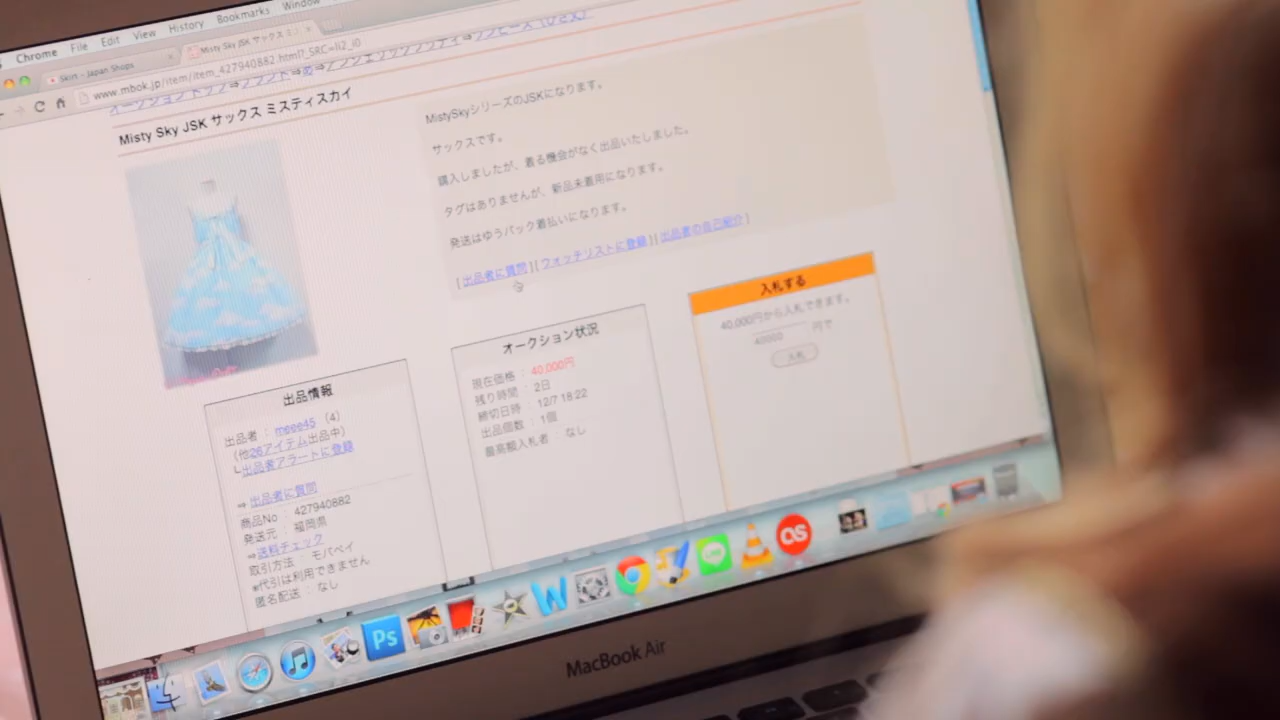 Chrome File Edit View History Bookmarks Window
Skirt - Japan Shops
Misty Sky JSK サックス ミ
www.mbok.jp/item/item_427940882.html?_SRC=li2_i0
Misty Sky JSK サックス ミスティスカイ
MistySkyシリーズのJSKになります。
サックスです。
購入しましたが、着る機会がなく出品いたしました。
タグはありませんが、新品未着用になります。
発送はゆうパック着払いになります。
[ 出品者に質問 ] [ ウォッチリストに登録 ] [ 出品者の自己紹介 ]
出品情報
出品者 : meee45 (4)
(他26アイテム出品中)
└出品者アラートに登録
⇒ 出品者に質問
商品No : 427940882
発送元 : 福岡県
⇒送料チェック
取引方法 : モバペイ
*代引は利用できません
匿名配送 : なし
オークション状況
現在価格 : 40,000円
残り時間 : 2日
締切日時 : 12/7 18:22
出品個数 : 1個
最高額入札者 : なし
入札する
40,000円から入札できます。
40000 円で
入札
Ps
W
LINE
as
MacBook Air